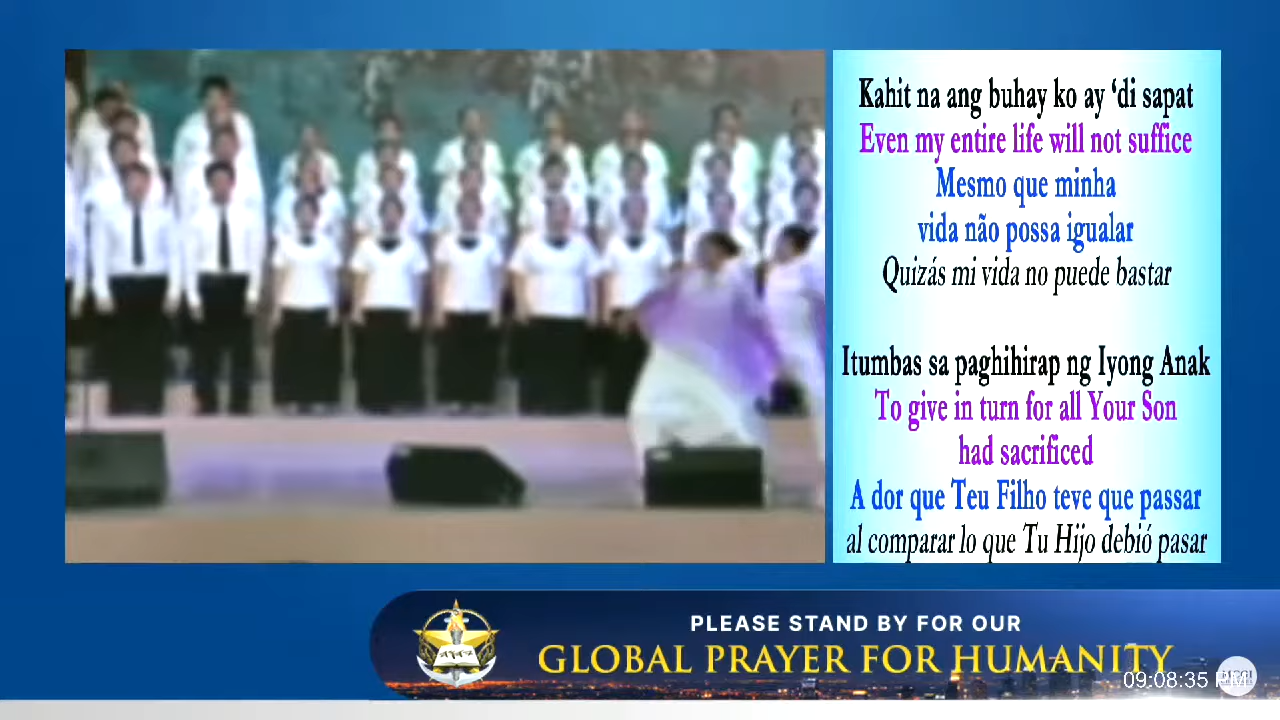 Kahit na ang buhay ko ay ‘di sapat
Even my entire life will not suffice
Mesmo que minha
vida não possa igualar
Quizás mi vida no puede bastar
Itumbas sa paghihirap ng Iyong Anak
To give in turn for all Your Son
had sacrificed
A dor que Teu Filho teve que passar
al comparar lo que Tu Hijo debió pasar
PLEASE STAND BY FOR OUR
GLOBAL PRAYER FOR HUMANITY
09:08:35 PM